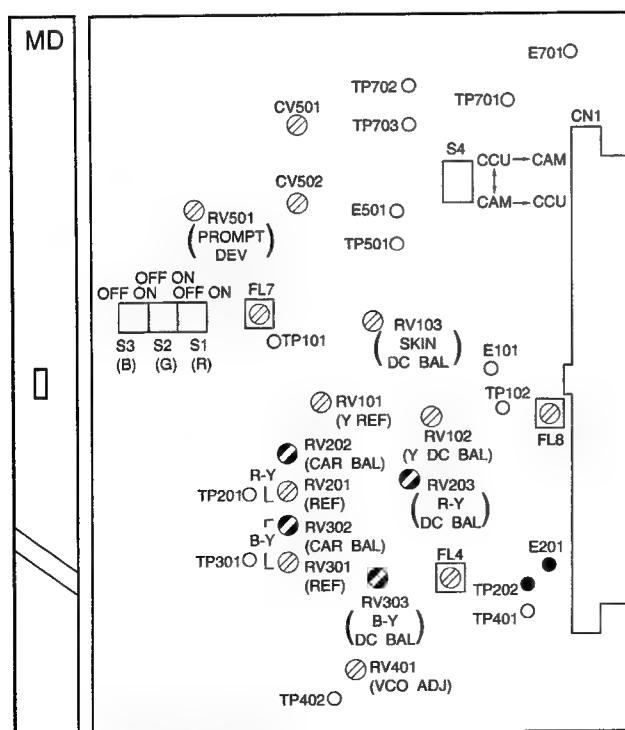 MD
E701
TP702
TP701
CV501
TP703
CN1
S4
CCU → CAM
CAM → CCU
CV502
E501
RV501
(PROMPT
DEV)
TP501
OFF ON
OFF ON OFF ON
FL7
S3 S2 S1
(B) (G) (R)
TP101
RV103
(SKIN
DC BAL)
E101
TP102
FL8
RV101
(Y REF)
RV102
(Y DC BAL)
RV202
(CAR BAL)
R-Y
TP201
RV201
(REF)
RV203
(R-Y
DC BAL)
RV302
(CAR BAL)
B-Y
TP301
RV301
(REF)
FL4
E201
TP202
TP401
RV303
(B-Y
DC BAL)
RV401
(VCO ADJ)
TP402